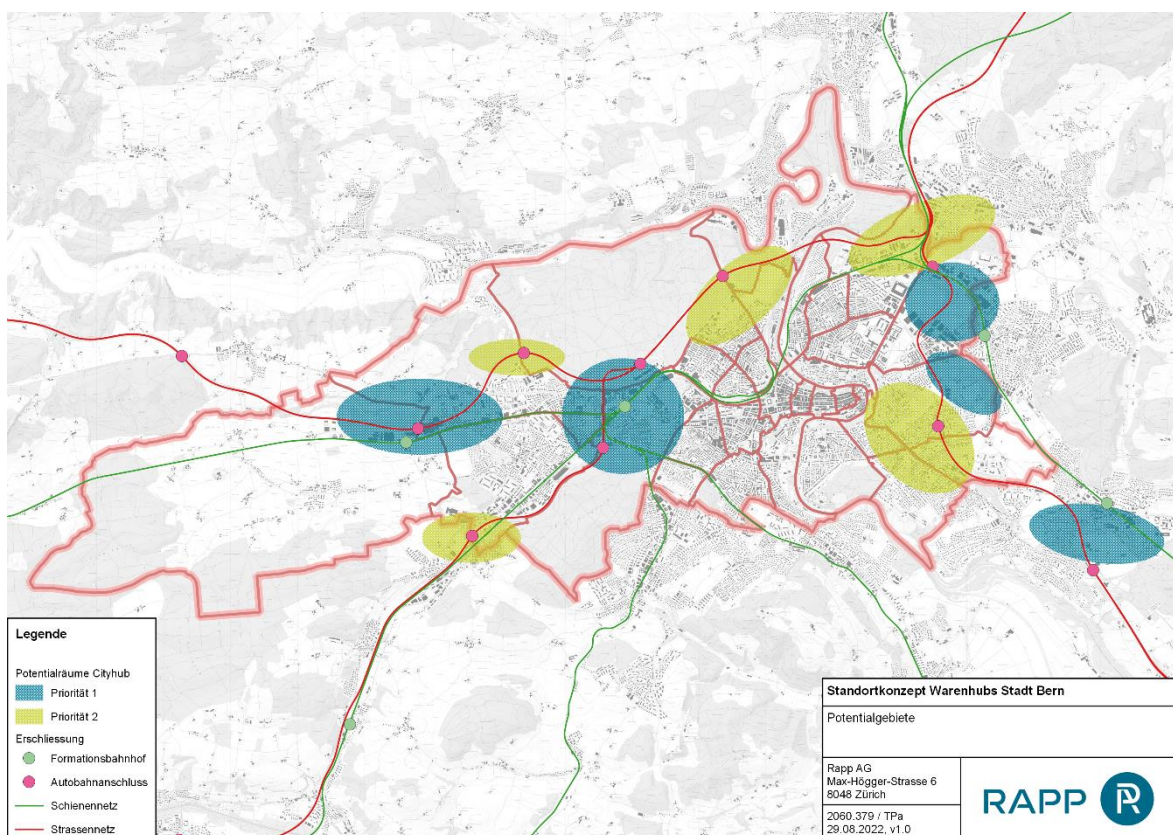 Legende
Potentialräume Cityhub
Priorität 1
Priorität 2
Erschliessung
Formationsbahnhof
Autobahnanschluss
Schienennetz
Strassennetz
Standortkonzept Warenhubs Stadt Bern
Potentialgebiete
Rapp AG
Max-Högger-Strasse 6
8048 Zürich
2060.379 / TPa
29.08.2022, v1.0
RAPP